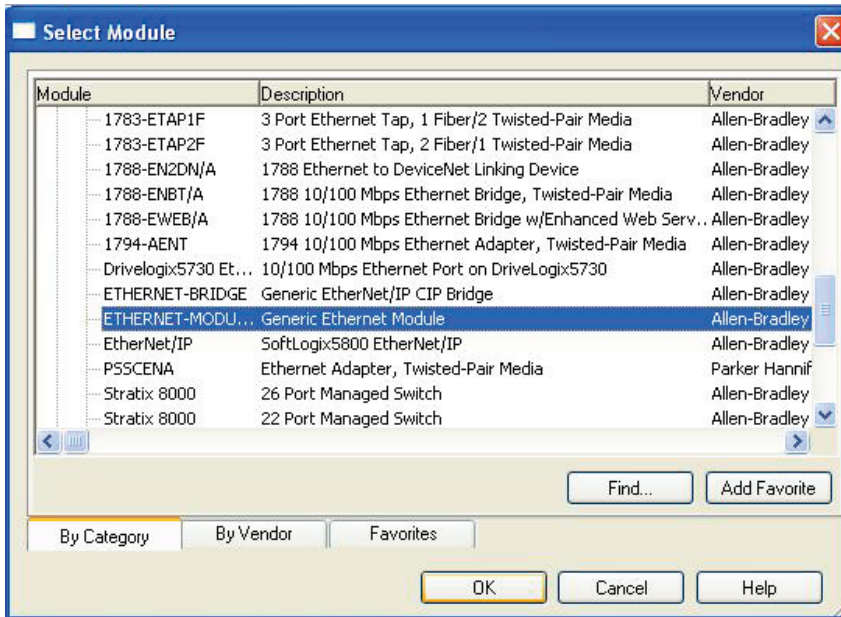 Select Module
Module Description Vendor
1783-ETAP1F 3 Port Ethernet Tap, 1 Fiber/2 Twisted-Pair Media Allen-Bradley
1783-ETAP2F 3 Port Ethernet Tap, 2 Fiber/1 Twisted-Pair Media Allen-Bradley
1788-EN2DN/A 1788 Ethernet to DeviceNet Linking Device Allen-Bradley
1788-ENBT/A 1788 10/100 Mbps Ethernet Bridge, Twisted-Pair Media Allen-Bradley
1788-EWEB/A 1788 10/100 Mbps Ethernet Bridge w/Enhanced Web Serv... Allen-Bradley
1794-AENT 1794 10/100 Mbps Ethernet Adapter, Twisted-Pair Media Allen-Bradley
Drivelogix5730 Et... 10/100 Mbps Ethernet Port on DriveLogix5730 Allen-Bradley
ETHERNET-BRIDGE Generic EtherNet/IP CIP Bridge Allen-Bradley
ETHERNET-MODU... Generic Ethernet Module Allen-Bradley
EtherNet/IP SoftLogix5800 EtherNet/IP Allen-Bradley
PSSCENA Ethernet Adapter, Twisted-Pair Media Parker Hannif
Stratix 8000 26 Port Managed Switch Allen-Bradley
Stratix 8000 22 Port Managed Switch Allen-Bradley
Find... Add Favorite
By Category By Vendor Favorites
OK Cancel Help